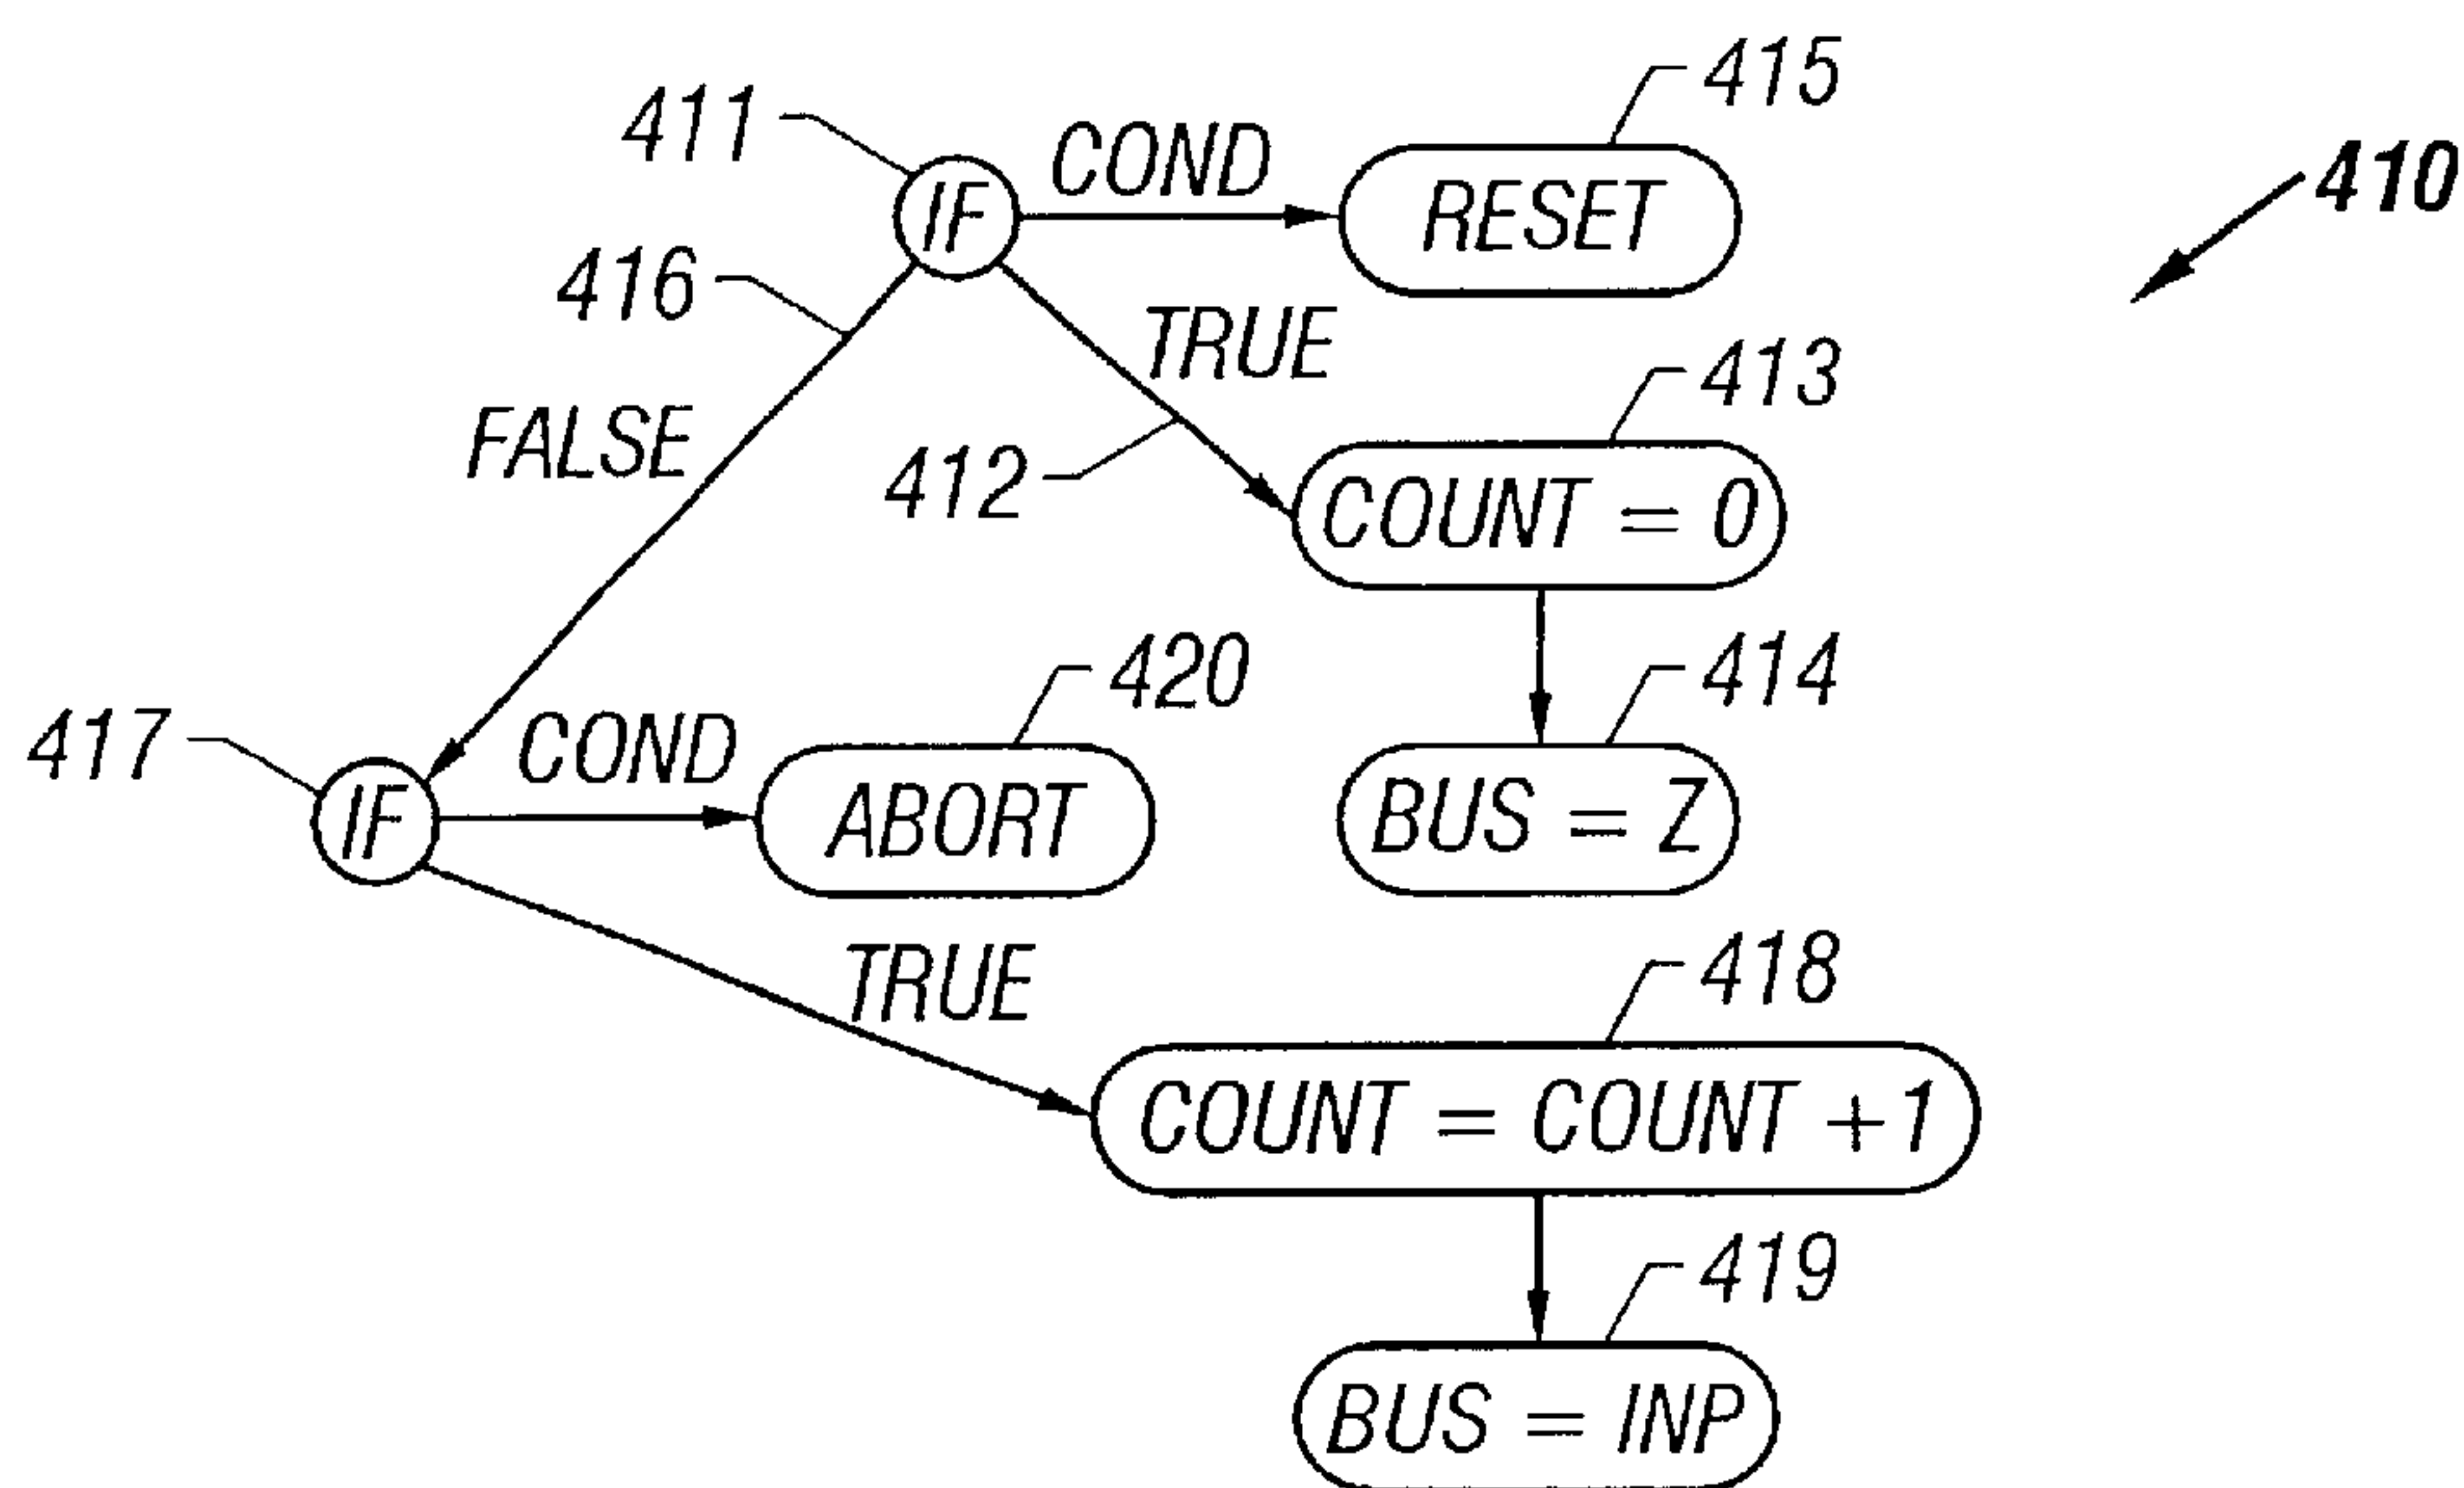 415
411
COND
410
IF
RESET
416
TRUE
413
FALSE
412
COUNT = 0
420
414
417
COND
IF
ABORT
BUS = Z
TRUE
418
COUNT = COUNT + 1
419
BUS = INP